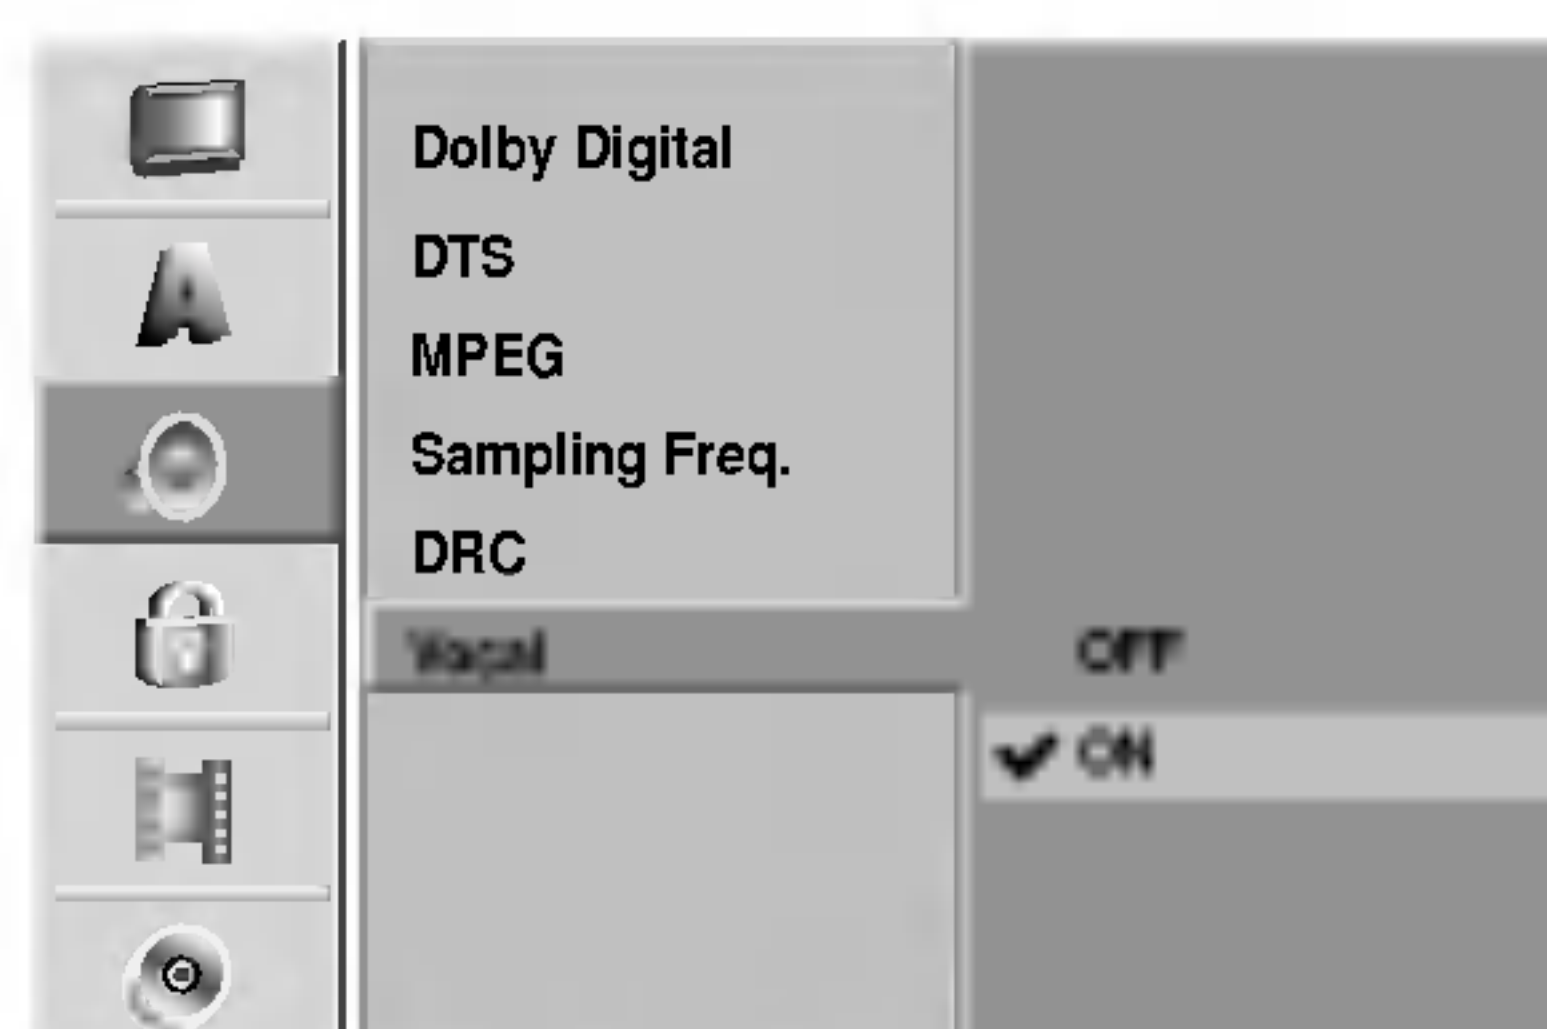 Dolby Digital
DTS
MPEG
Sampling Freq.
DRC
Vocal
OFF
ON